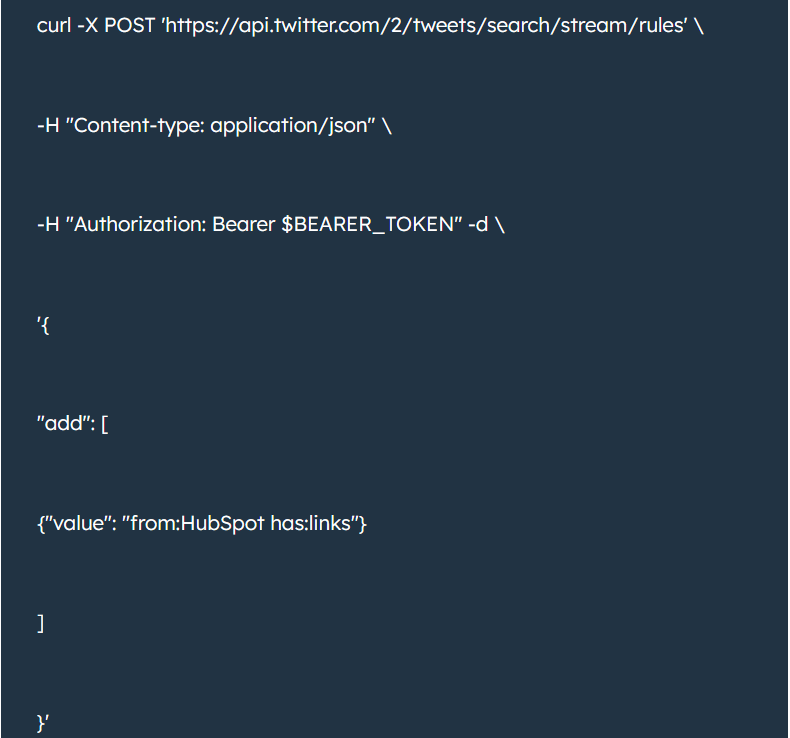 curl -X POST 'https://api.twitter.com/2/tweets/search/stream/rules' \
-H "Content-type: application/json" \
-H "Authorization: Bearer $BEARER_TOKEN" -d \
'{
"add": [
{"value": "from:HubSpot has:links"}
]
}'